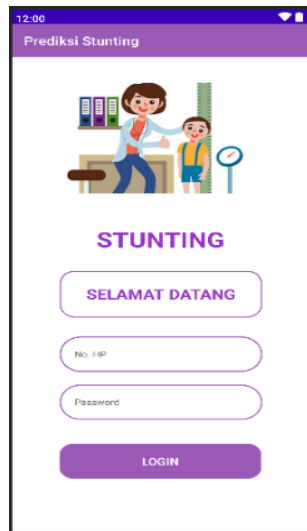 12:00
Prediksi Stunting
STUNTING
SELAMAT DATANG
No. HP
Password
LOGIN